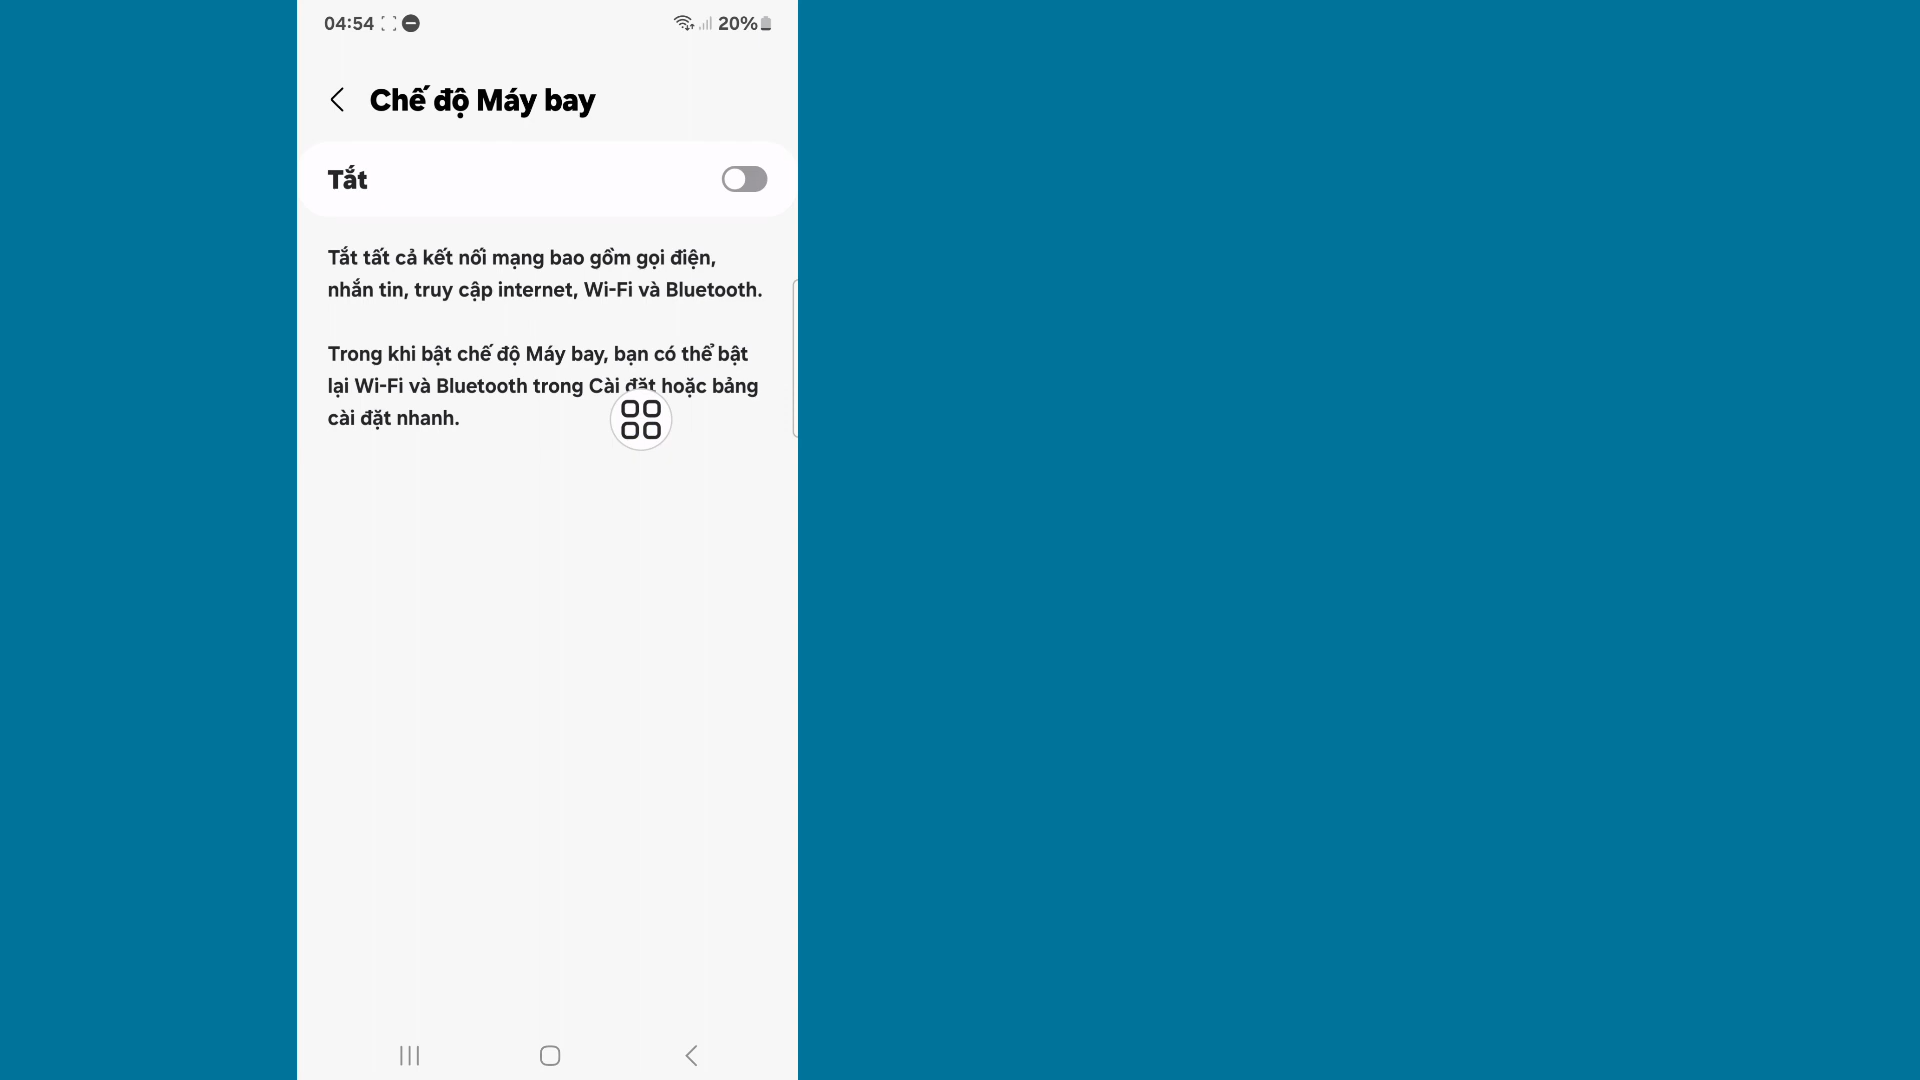 04:54
20%
Chế độ Máy bay
Tắt
Tắt tất cả kết nối mạng bao gồm gọi điện,
nhắn tin, truy cập internet, Wi-Fi và Bluetooth.
Trong khi bật chế độ Máy bay, bạn có thể bật
lại Wi-Fi và Bluetooth trong Cài đặt hoặc bảng
cài đặt nhanh.